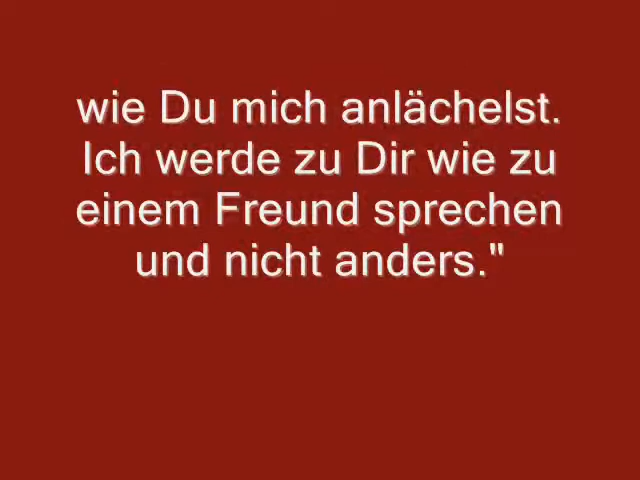 wie Du mich anlächelst.
Ich werde zu Dir wie zu
einem Freund sprechen
und nicht anders."